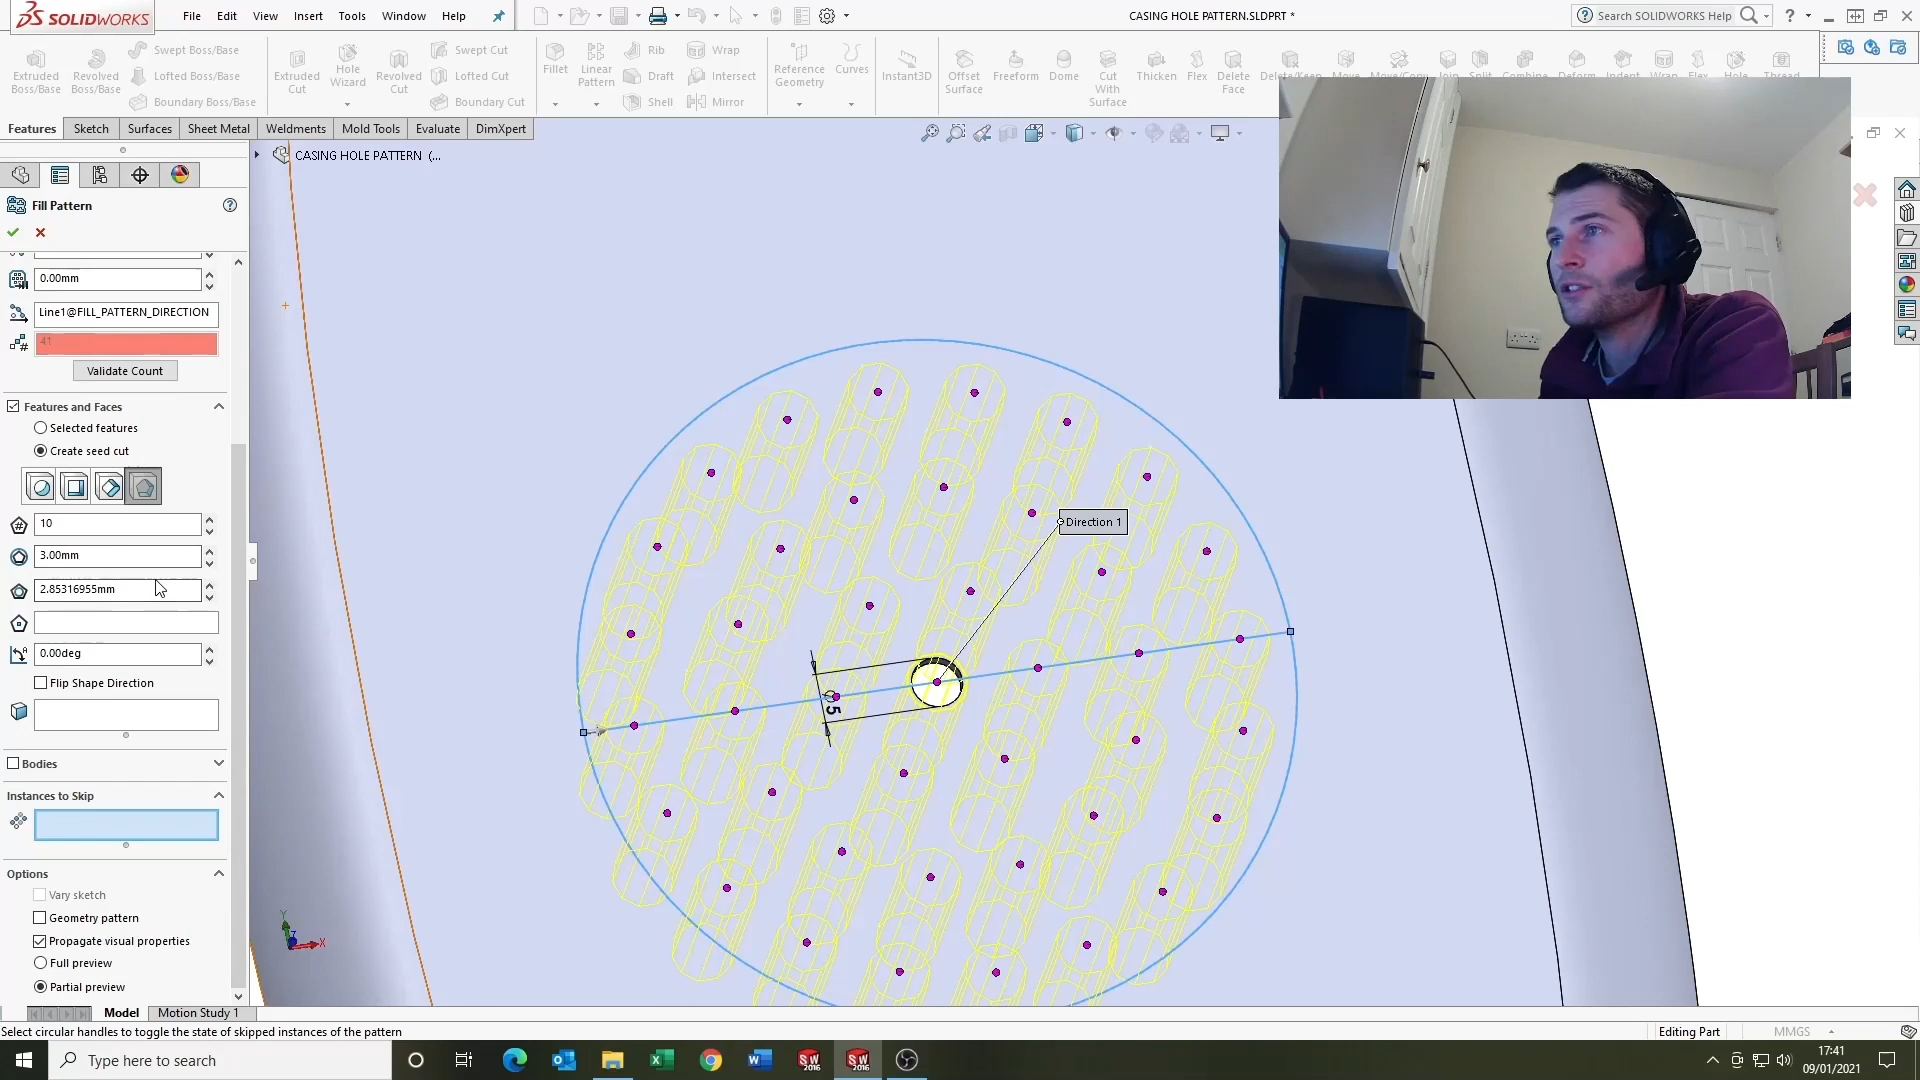 SOLIDWORKS
File Edit View Insert Tools Window Help
CASING HOLE PATTERN.SLDPRT *
Search SOLIDWORKS Help
Extruded Boss/Base
Revolved Boss/Base
Swept Boss/Base
Lofted Boss/Base
Boundary Boss/Base
Extruded Cut
Hole Wizard
Revolved Cut
Swept Cut
Lofted Cut
Boundary Cut
Fillet
Linear Pattern
Rib
Draft
Shell
Wrap
Intersect
Mirror
Reference Geometry
Curves
Instant3D
Offset Surface
Freeform
Dome
Cut With Surface
Thicken
Flex
Delete Face
Features Sketch Surfaces Sheet Metal Weldments Mold Tools Evaluate DimXpert
CASING HOLE PATTERN (...
Fill Pattern
0.00mm
Line1@FILL_PATTERN_DIRECTION
41
Validate Count
Features and Faces
Selected features
Create seed cut
10
3.00mm
2.85316955mm
0.00deg
Flip Shape Direction
Bodies
Instances to Skip
Options
Vary sketch
Geometry pattern
Propagate visual properties
Full preview
Partial preview
Direction 1
5
Y
X
Model Motion Study 1
Select circular handles to toggle the state of skipped instances of the pattern
Editing Part
MMGS
Type here to search
SW 2016
SW 2016
17:41
09/01/2021